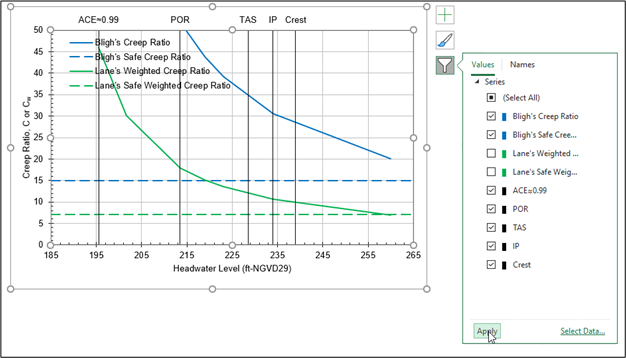 ACE≈0.99 POR TAS IP Crest
50
45
40
35
30
25
20
15
10
5
0
Creep Ratio, C or Cw
Bligh's Creep Ratio
Bligh's Safe Creep Ratio
Lane's Weighted Creep Ratio
Lane's Safe Weighted Creep Ratio
185 195 205 215 225 235 245 255 265
Headwater Level (ft-NGVD29)
Values Names
Series
(Select All)
Bligh's Creep Ratio
Bligh's Safe Cree...
Lane's Weighted ...
Lane's Safe Weig...
ACE≈0.99
POR
TAS
IP
Crest
Apply Select Data...